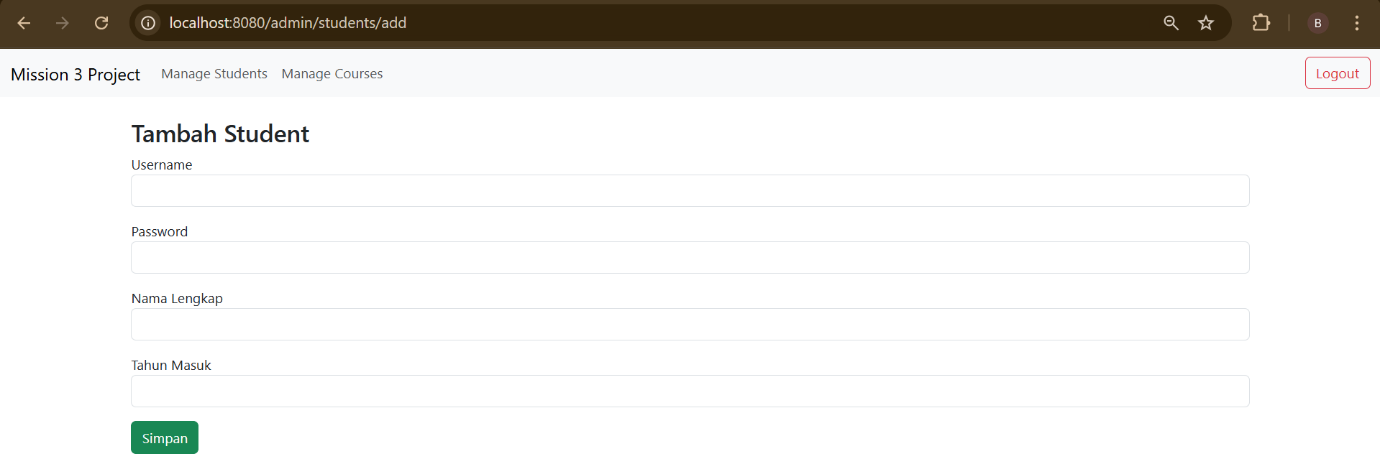 localhost:8080/admin/students/add
B
Mission 3 Project Manage Students Manage Courses Logout
Tambah Student
Username
Password
Nama Lengkap
Tahun Masuk
Simpan